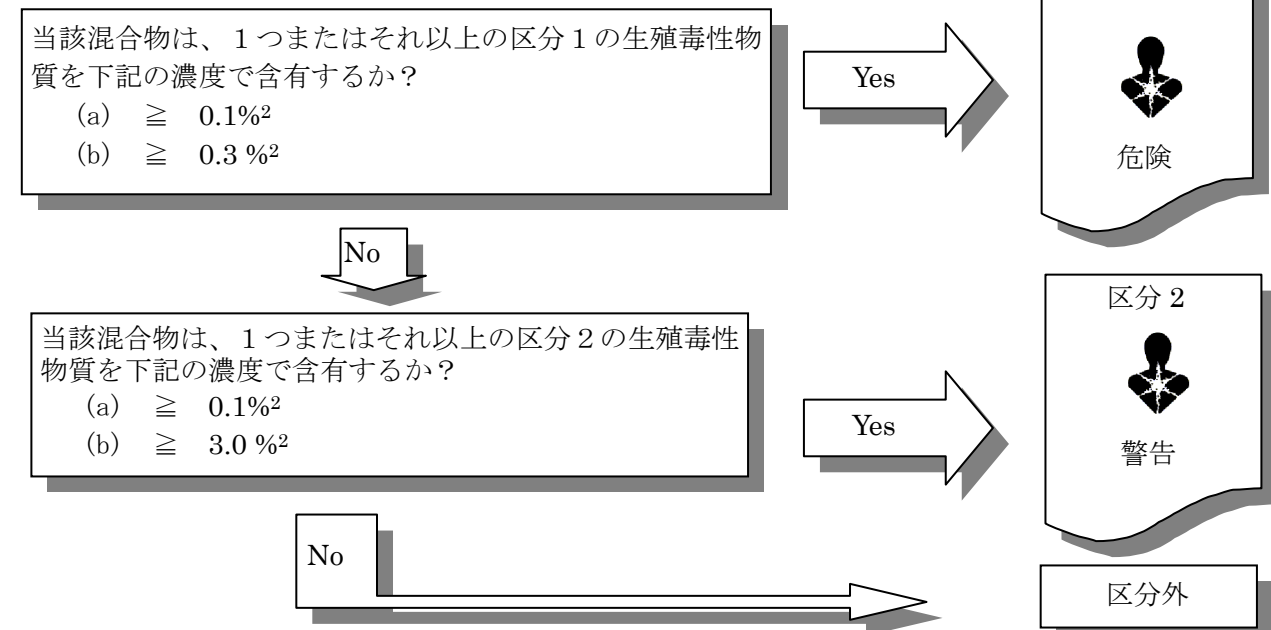 当該混合物は、１つまたはそれ以上の区分１の生殖毒性物
質を下記の濃度で含有するか？
(a) ≧ 0.1%²
(b) ≧ 0.3 %²
Yes
危険
No
当該混合物は、１つまたはそれ以上の区分２の生殖毒性
物質を下記の濃度で含有するか？
(a) ≧ 0.1%²
(b) ≧ 3.0 %²
Yes
区分 2
警告
No
区分外